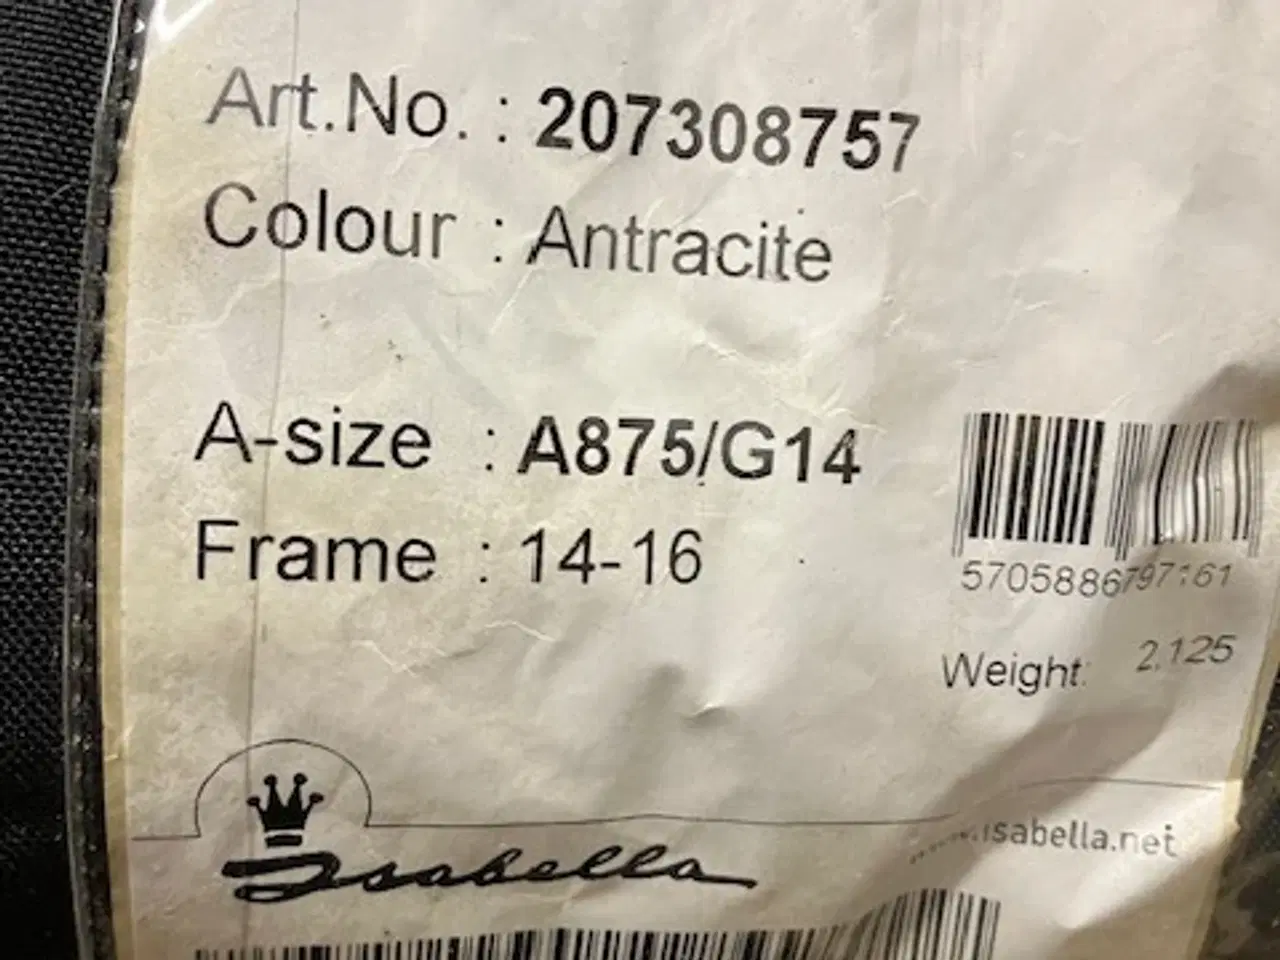 Art.No. : 207308757
Colour : Antracite
A-size : A875/G14
Frame : 14-16
5705886797161
Weight: 2,125
Isabella
www.isabella.net